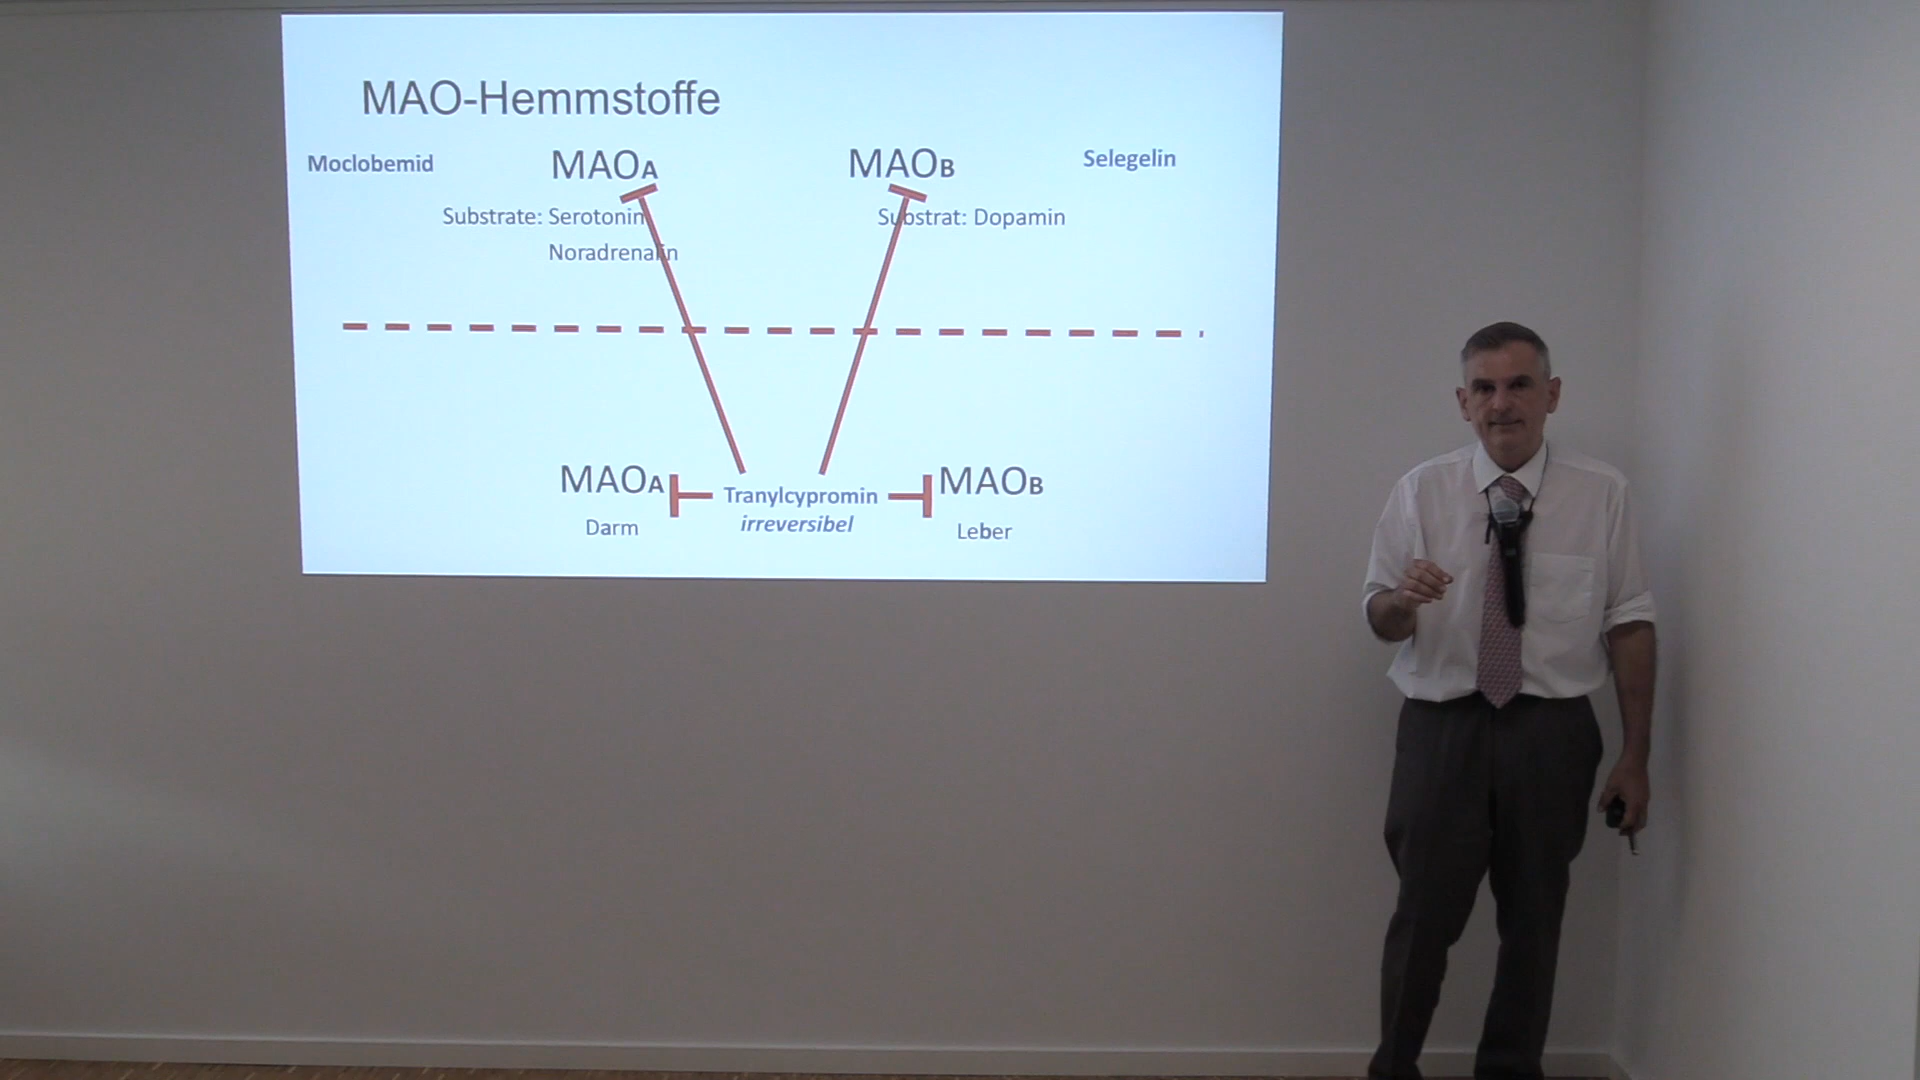 MAO-Hemmstoffe
Moclobemid MAOA MAOB Selegelin
Substrate: Serotonin Substrat: Dopamin
Noradrenalin
MAOA Tranylcypromin MAOB
irreversibel
Darm Leber